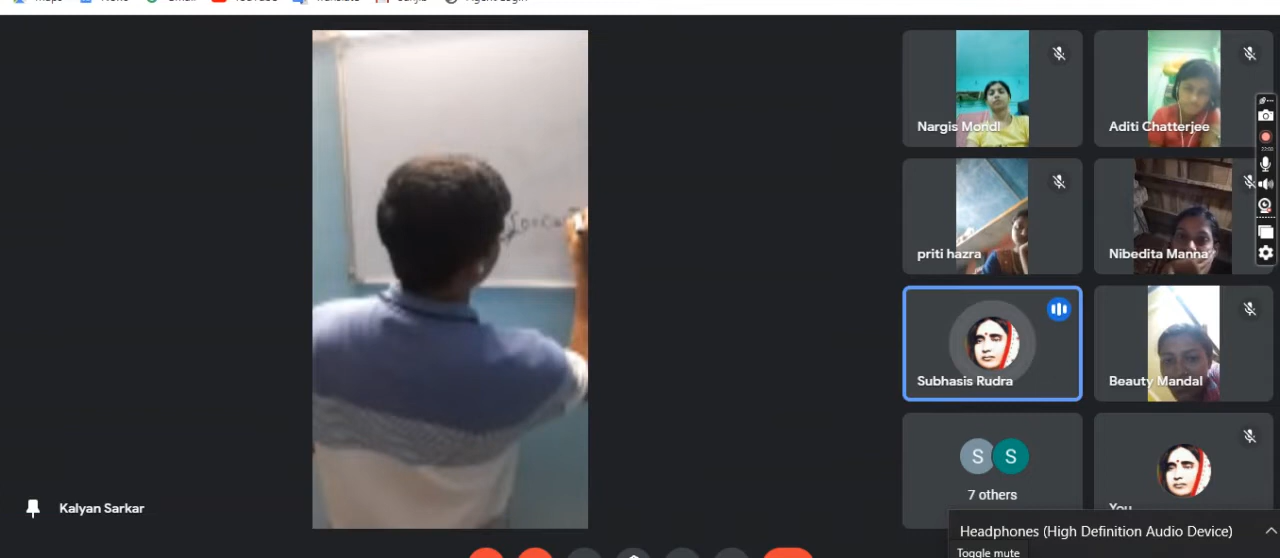 Nargis Mondl
Aditi Chatterjee
priti hazra
Nibedita Manna
Subhasis Rudra
Beauty Mandal
S
S
7 others
You
Kalyan Sarkar
Headphones (High Definition Audio Device)
Toggle mute